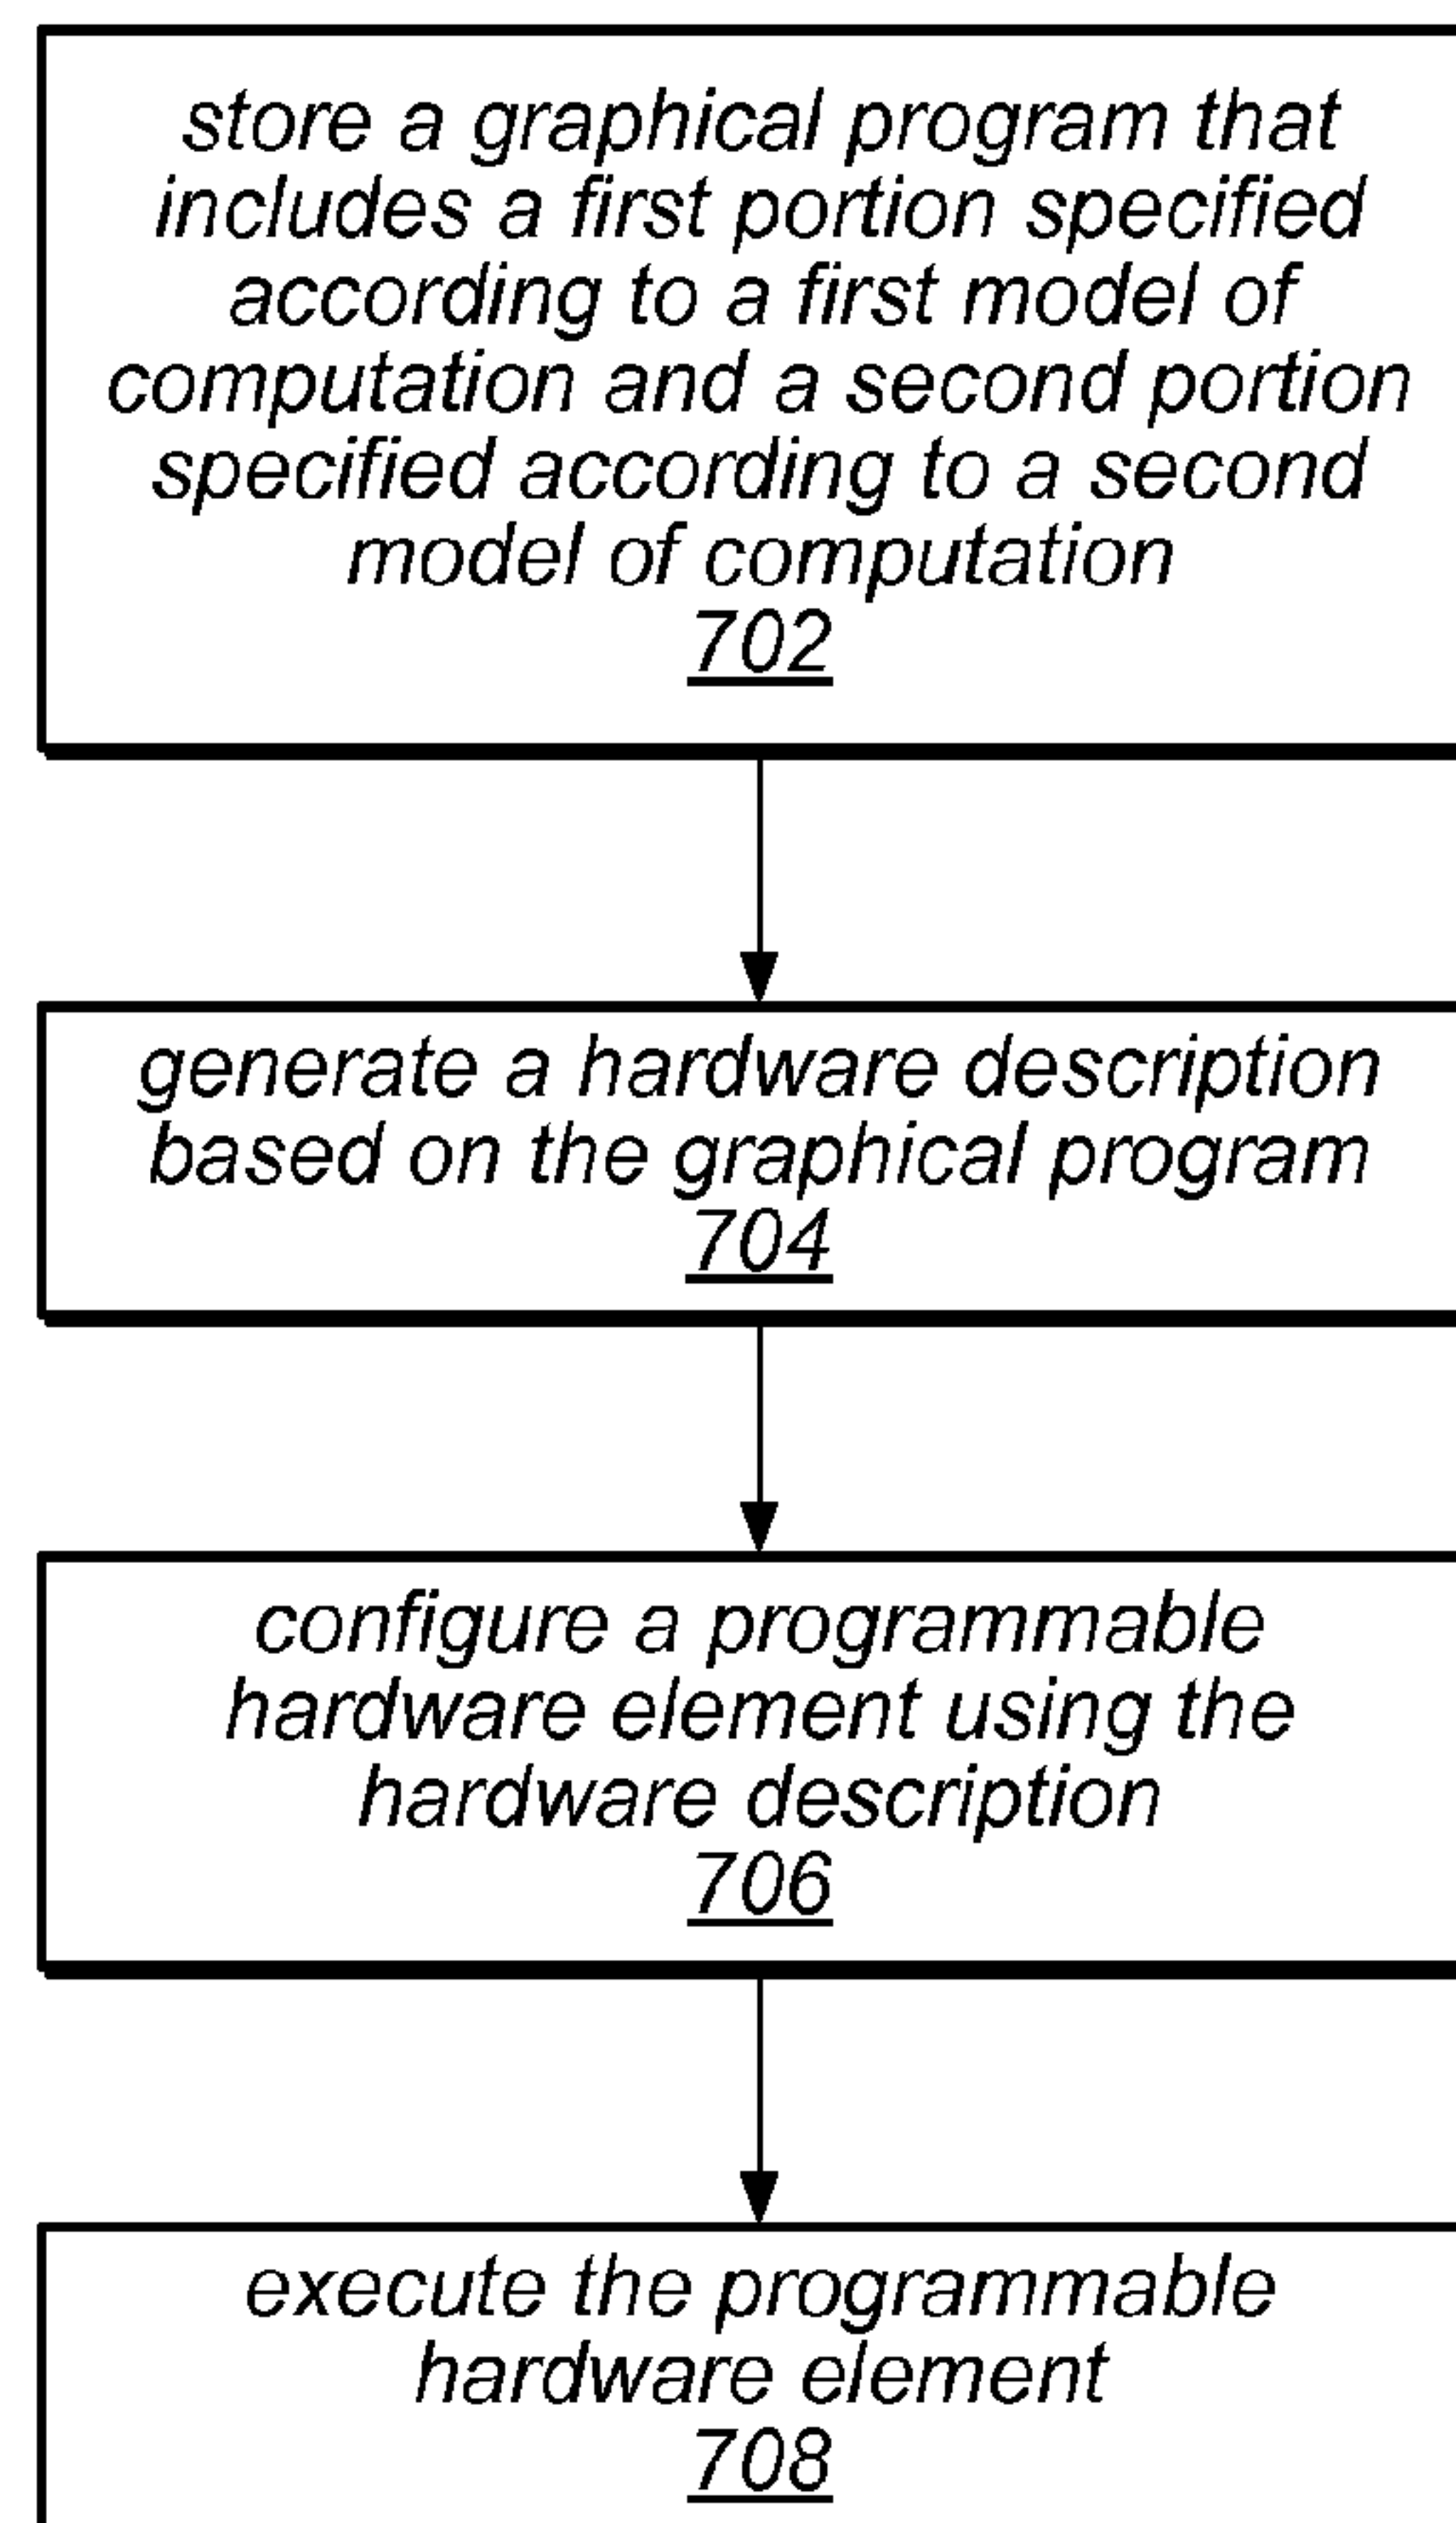 store a graphical program that
includes a first portion specified
according to a first model of
computation and a second portion
specified according to a second
model of computation
702
generate a hardware description
based on the graphical program
704
configure a programmable
hardware element using the
hardware description
706
execute the programmable
hardware element
708